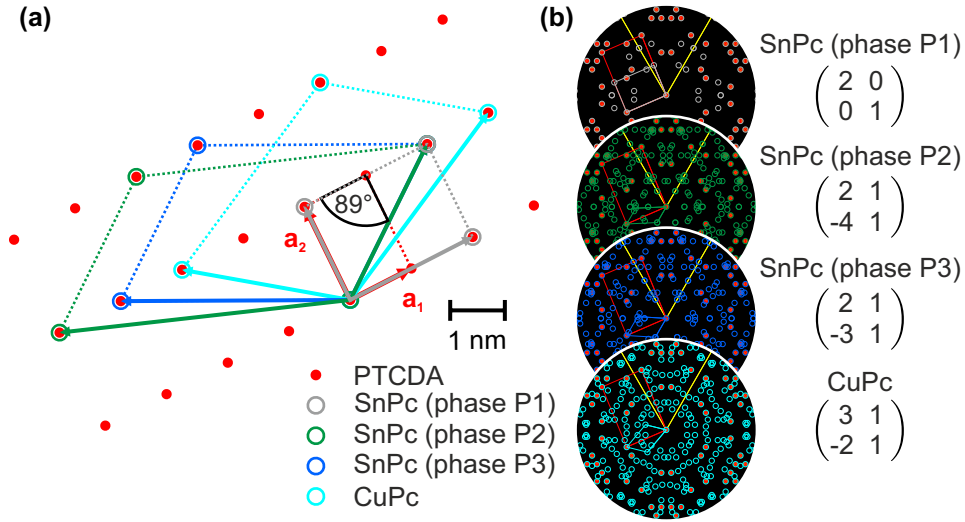 (a)
89°
a2
a1
1 nm
PTCDA
SnPc (phase P1)
SnPc (phase P2)
SnPc (phase P3)
CuPc
(b)
SnPc (phase P1)
2 0
0 1
SnPc (phase P2)
2 1
-4 1
SnPc (phase P3)
2 1
-3 1
CuPc
3 1
-2 1